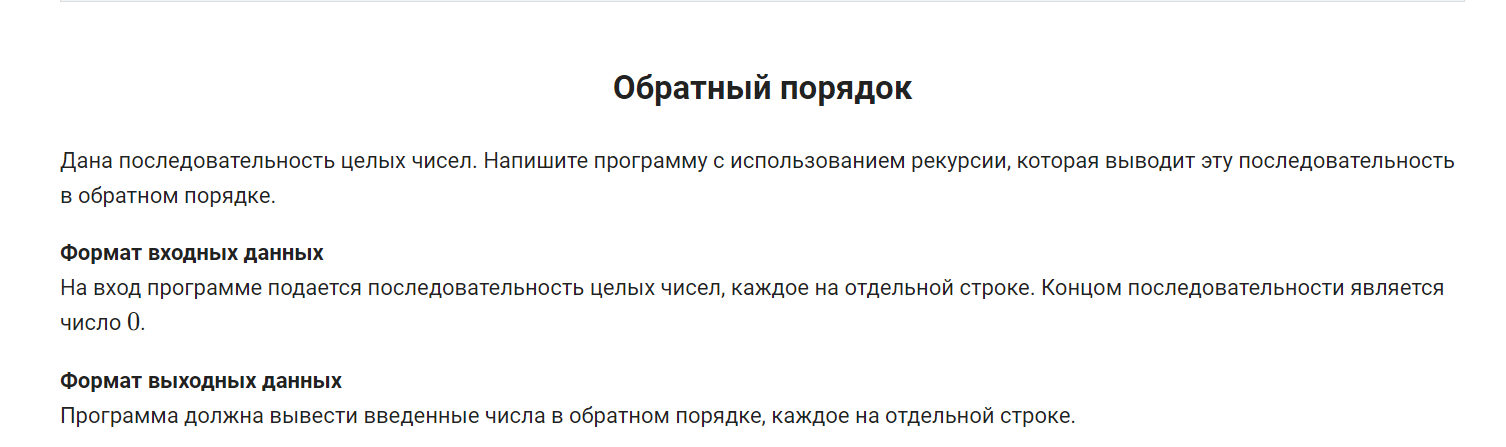 Обратный порядок
Дана последовательность целых чисел. Напишите программу с использованием рекурсии, которая выводит эту последовательность
в обратном порядке.
Формат входных данных
На вход программе подается последовательность целых чисел, каждое на отдельной строке. Концом последовательности является
число 0.
Формат выходных данных
Программа должна вывести введенные числа в обратном порядке, каждое на отдельной строке.